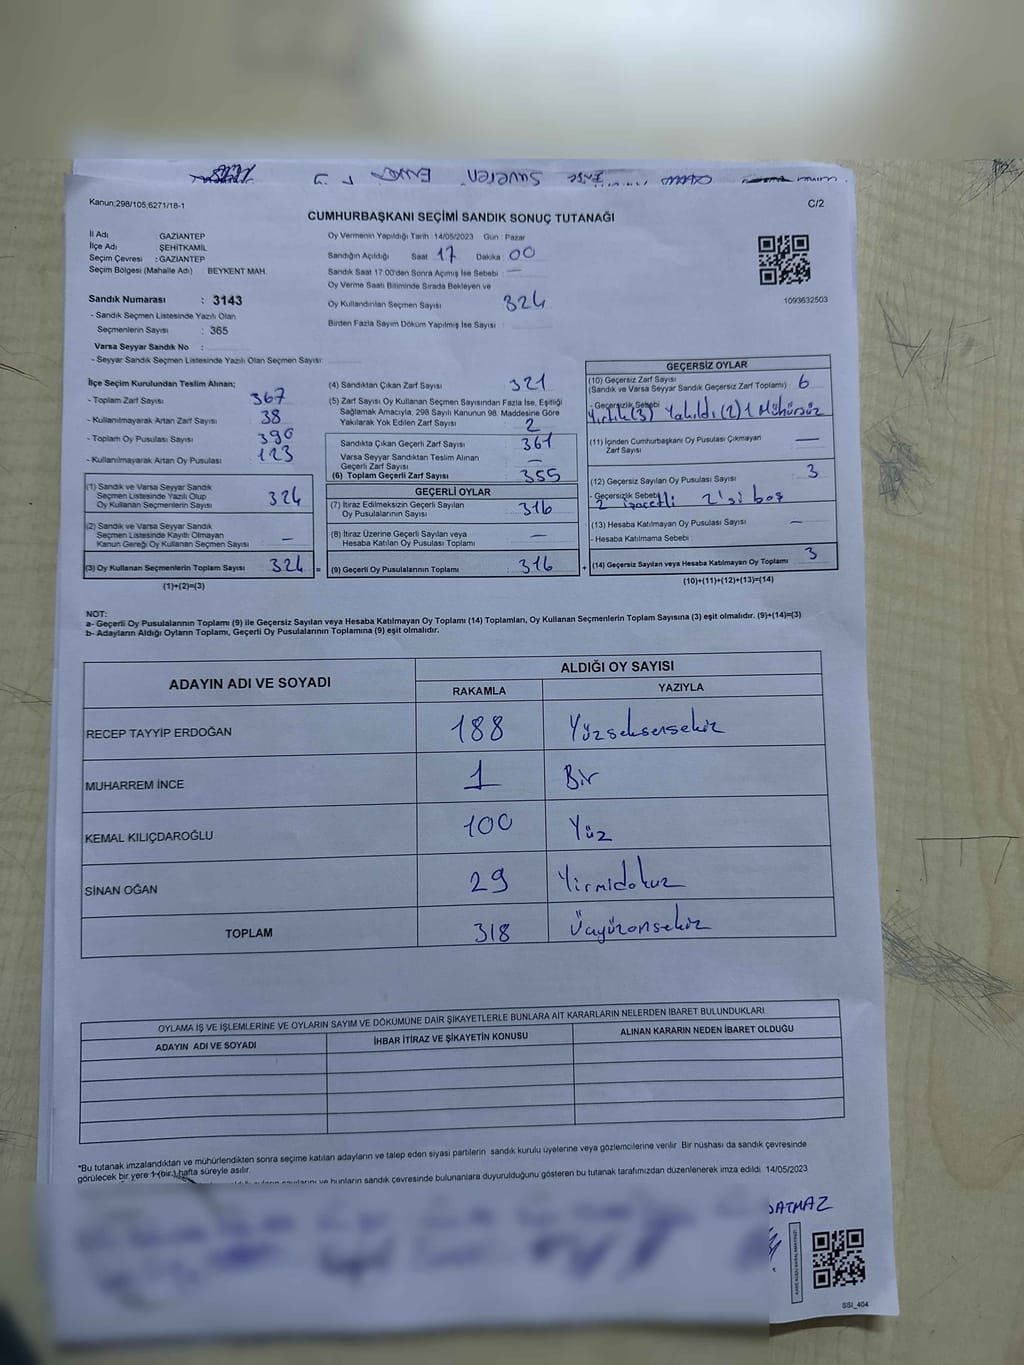 Kanun:298/105,6271/18-1
C/2
CUMHURBAŞKANI SEÇİMİ SANDIK SONUÇ TUTANAĞI
İl Adı : GAZİANTEP
İlçe Adı : ŞEHİTKAMİL
Seçim Çevresi : GAZİANTEP
Seçim Bölgesi (Mahalle Adı) BEYKENT MAH.
Sandık Numarası : 3143
- Sandık Seçmen Listesinde Yazılı Olan
Seçmenlerin Sayısı : 365
Varsa Seyyar Sandık No :
- Seyyar Sandık Seçmen Listesinde Yazılı Olan Seçmen Sayısı
Oy Vermenin Yapıldığı Tarih :14/05/2023 Gün : Pazar
Sandığın Açıldığı Saat 17 Dakika 00
Sandık Saat 17.00'den Sonra Açımış İse Sebebi : —
Oy Verme Saati Bitiminde Sırada Bekleyen ve
Oy Kullandırılan Seçmen Sayısı 324
Birden Fazla Sayım Döküm Yapılmış İse Sayısı
1093632503
İlçe Seçim Kurulundan Teslim Alınan;
- Toplam Zarf Sayısı 367
- Kullanılmayarak Artan Zarf Sayısı 38
- Toplam Oy Pusulası Sayısı 390
- Kullanılmayarak Artan Oy Pusulası 123
(1) Sandık ve Varsa Seyyar Sandık
Seçmen Listesinde Yazılı Olup
Oy Kullanan Seçmenlerin Sayısı 324
(2) Sandık ve Varsa Seyyar Sandık
Seçmen Listesinde Kayıtlı Olmayan
Kanun Gereği Oy Kullanan Seçmen Sayısı —
(3) Oy Kullanan Seçmenlerin Toplam Sayısı 324 =
(1)+(2)=(3)
(4) Sandıktan Çıkan Zarf Sayısı 321
(5) Zarf Sayısı Oy Kullanan Seçmen Sayısından Fazla İse, Eşitliği
Sağlamak Amacıyla, 298 Sayılı Kanunun 98. Maddesine Göre
Yakılarak Yok Edilen Zarf Sayısı 2
Sandıkta Çıkan Geçerli Zarf Sayısı 361
Varsa Seyyar Sandıktan Teslim Alınan
Geçerli Zarf Sayısı —
(6) Toplam Geçerli Zarf Sayısı 355
GEÇERLİ OYLAR
(7) İtiraz Edilmeksizin Geçerli Sayılan
Oy Pusulalarının Sayısı : 316
(8) İtiraz Üzerine Geçerli Sayılan veya
Hesaba Katılan Oy Pusulası Toplamı —
(9) Geçerli Oy Pusulalarının Toplamı : 316 +
GEÇERSİZ OYLAR
(10) Geçersiz Zarf Sayısı
(Sandık ve Varsa Seyyar Sandık Geçersiz Zarf Toplamı) 6
- Geçersizlik Sebebi
Yırtık (3) Yakıldı (2) 1 Mühürsüz
(11) İçinden Cumhurbaşkanı Oy Pusulası Çıkmayan
Zarf Sayısı —
(12) Geçersiz Sayılan Oy Pusulası Sayısı 3
- Geçersizlik Sebebi
2 işaretli 2'si boş
(13) Hesaba Katılmayan Oy Pusulası Sayısı —
- Hesaba Katılmama Sebebi
(14) Geçersiz Sayılan veya Hesaba Katılmayan Oy Toplamı 3
(10)+(11)+(12)+(13)=(14)
NOT:
a- Geçerli Oy Pusulalarının Toplamı (9) ile Geçersiz Sayılan veya Hesaba Katılmayan Oy Toplamı (14) Toplamları, Oy Kullanan Seçmenlerin Toplam Sayısına (3) eşit olmalıdır. (9)+(14)=(3)
b- Adayların Aldığı Oyların Toplamı, Geçerli Oy Pusulalarının Toplamına (9) eşit olmalıdır.
ADAYIN ADI VE SOYADI
ALDIĞI OY SAYISI
RAKAMLA YAZIYLA
RECEP TAYYİP ERDOĞAN 188 Yüzseksensekiz
MUHARREM İNCE 1 Bir
KEMAL KILIÇDAROĞLU 100 Yüz
SİNAN OĞAN 29 Yirmidokuz
TOPLAM 318 Üçyüzonsekiz
OYLAMA İŞ VE İŞLEMLERİNE VE OYLARIN SAYIM VE DÖKÜMÜNE DAİR ŞİKAYETLERLE BUNLARA AİT KARARLARIN NELERDEN İBARET BULUNDUKLARI
ADAYIN ADI VE SOYADI İHBAR İTİRAZ VE ŞİKAYETİN KONUSU ALINAN KARARIN NEDEN İBARET OLDUĞU
*Bu tutanak imzalandıktan ve mühürlendikten sonra seçime katılan adayların ve talep eden siyasi partilerin sandık kurulu üyelerine veya gözlemcilerine verilir. Bir nüshası da sandık çevresinde
görülecek bir yere 1 (bir) hafta süreyle asılır.
bunların sandık çevresinde bulunanlara duyurulduğunu gösteren bu tutanak tarafımızdan düzenlenerek imza edildi. 14/05/2023
SSI_404